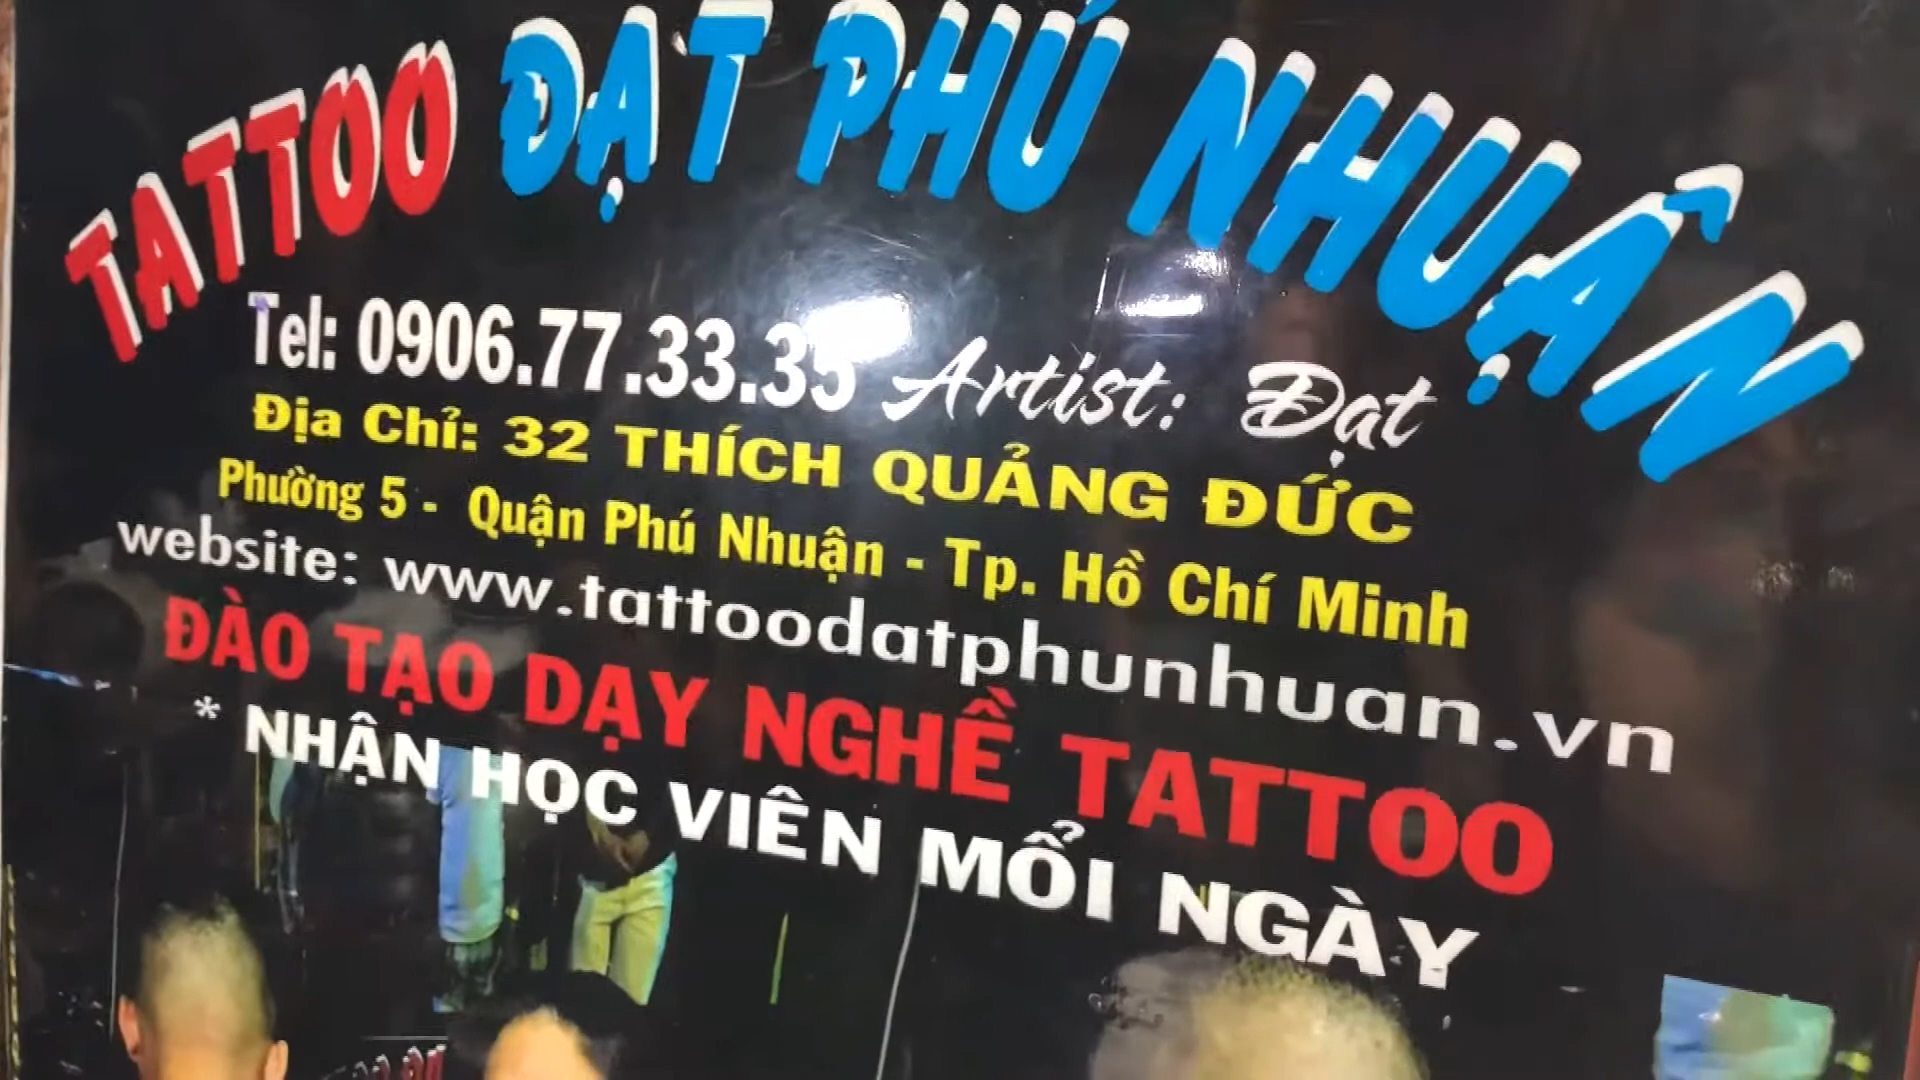 TATTOO ĐẠT PHÚ NHUẬN
Tel: 0906.77.33.35 Artist: Đạt
Địa Chỉ: 32 THÍCH QUẢNG ĐỨC
Phường 5 - Quận Phú Nhuận - Tp. Hồ Chí Minh
website: www.tattoodatphunhuan.vn
ĐÀO TẠO DẠY NGHỀ TATTOO
* NHẬN HỌC VIÊN MỔI NGÀY